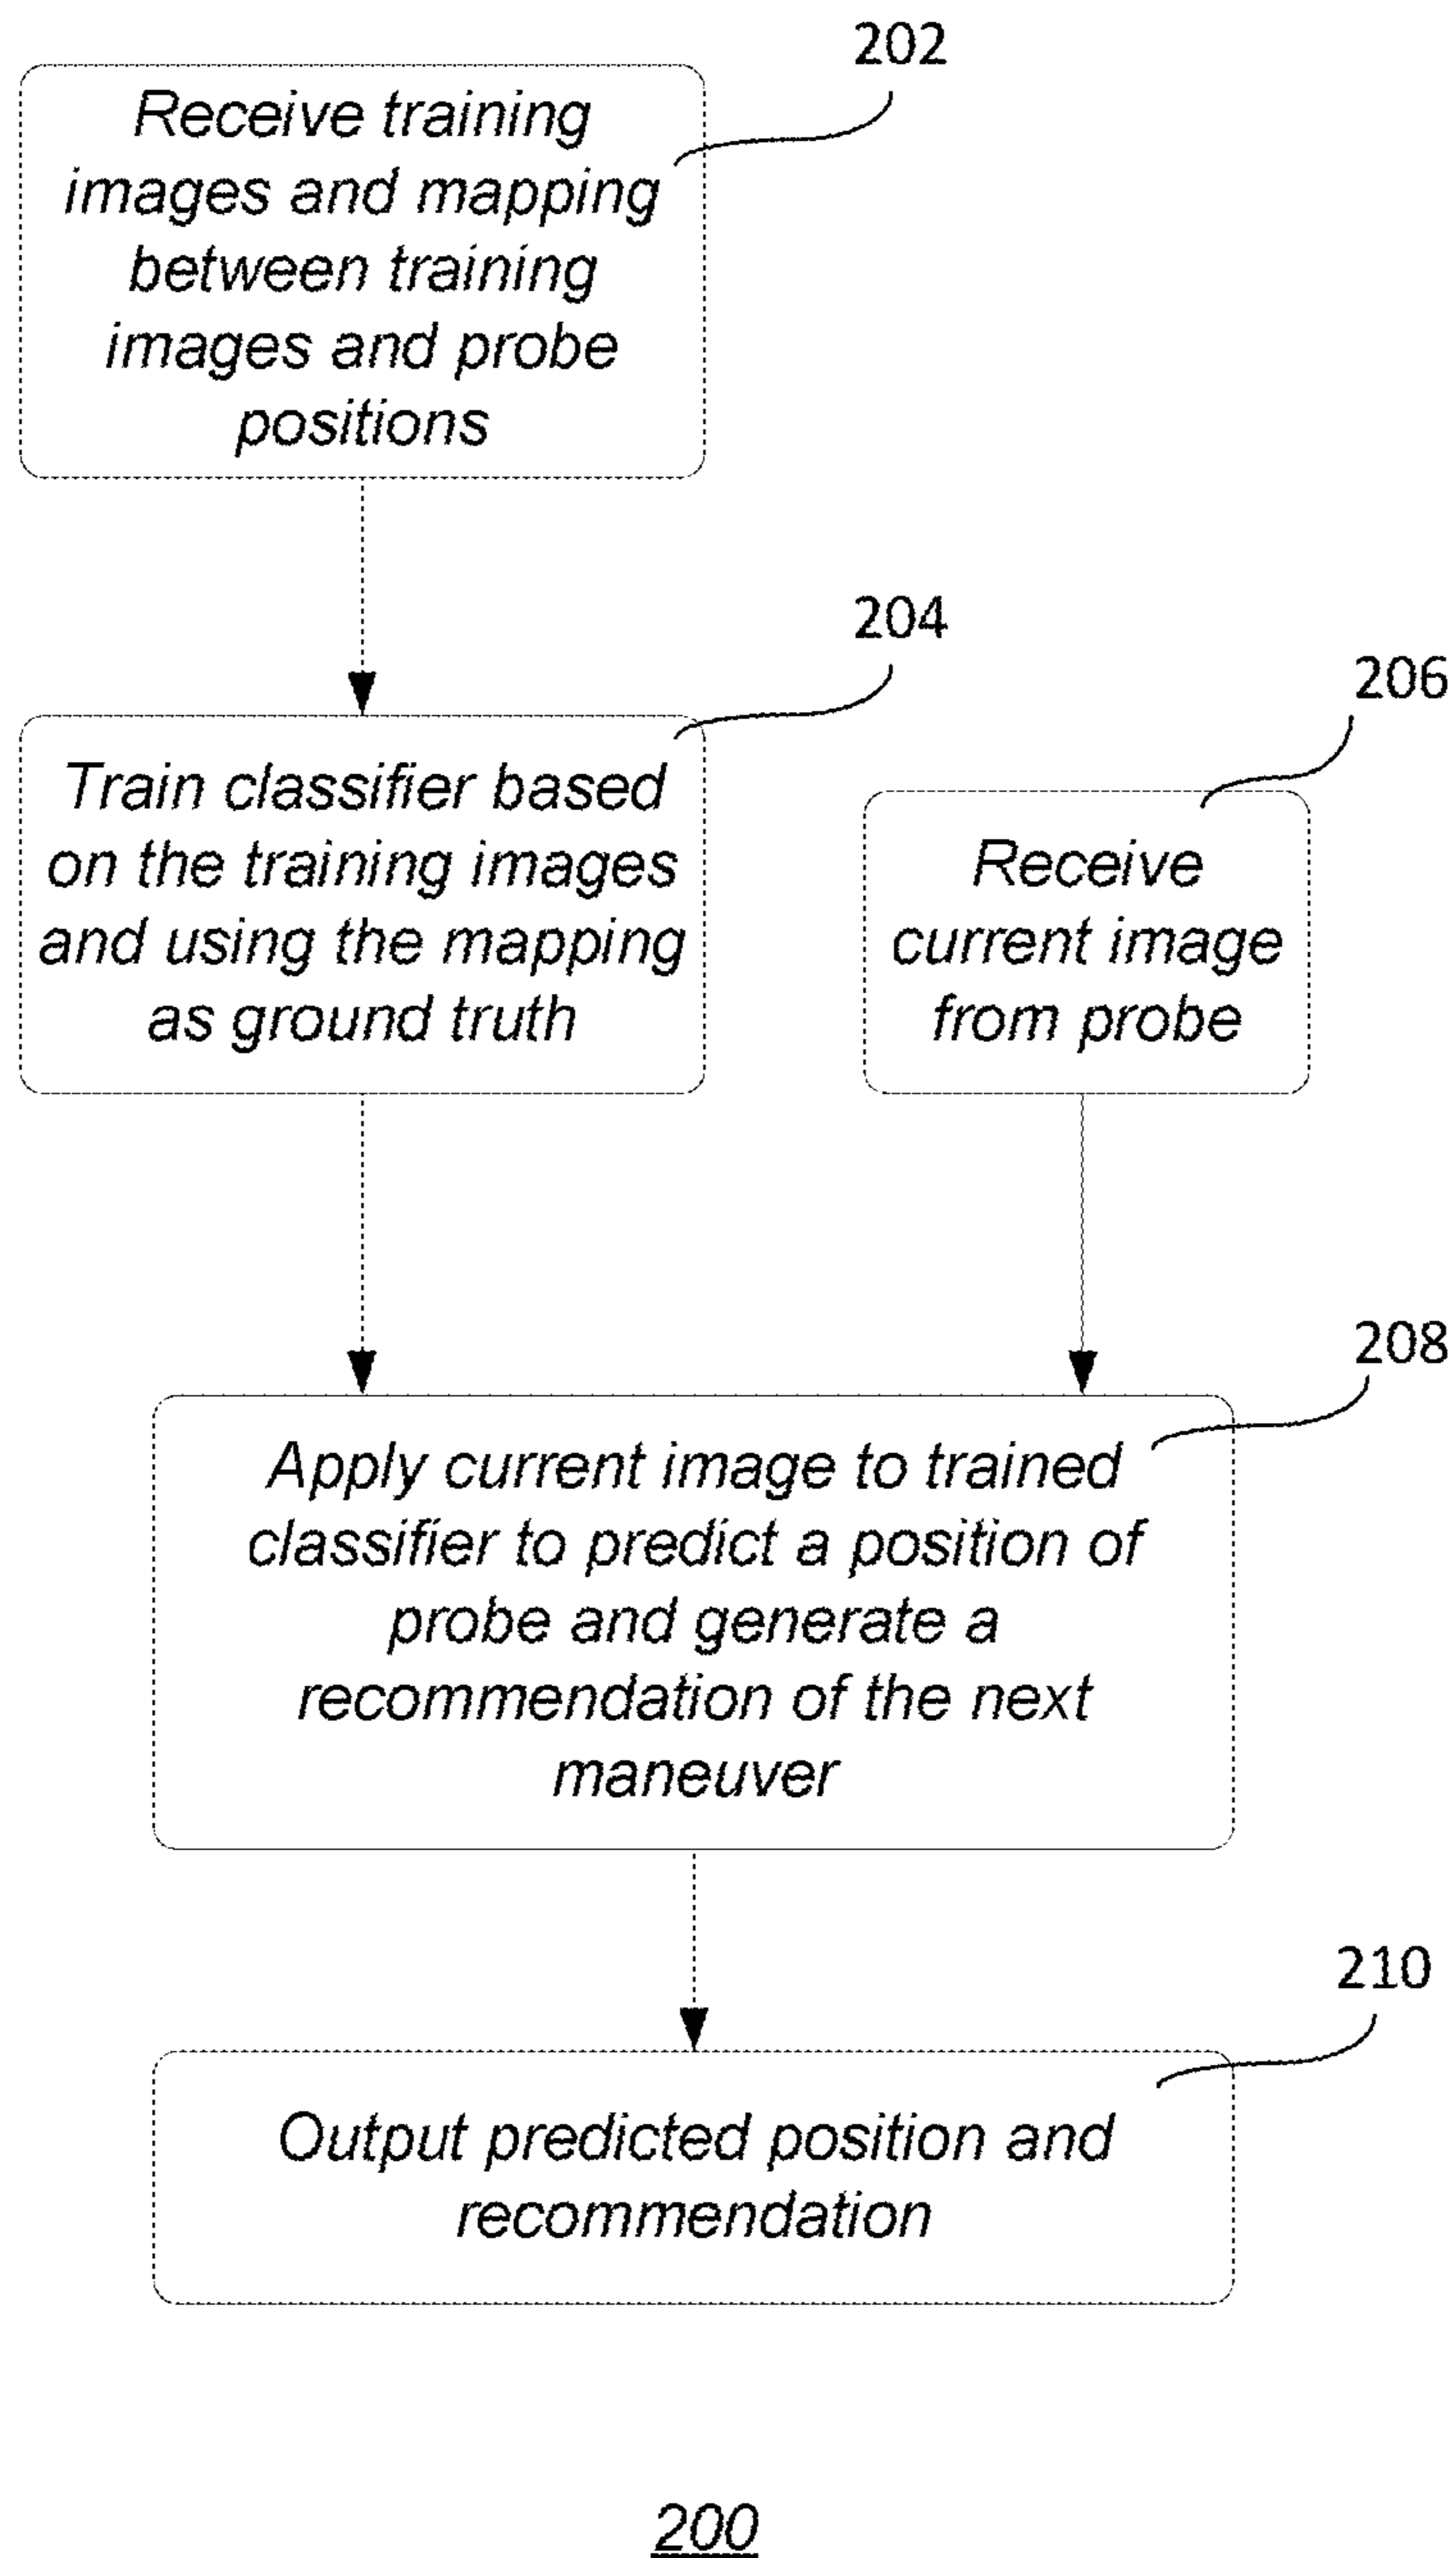 202
Receive training
images and mapping
between training
images and probe
positions
204
Train classifier based
on the training images
and using the mapping
as ground truth
206
Receive
current image
from probe
208
Apply current image to trained
classifier to predict a position of
probe and generate a
recommendation of the next
maneuver
210
Output predicted position and
recommendation
200